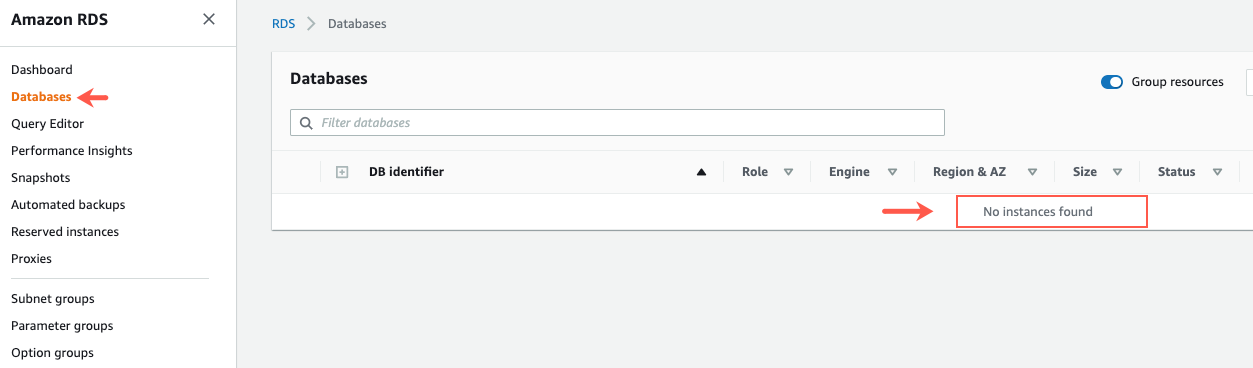 Amazon RDS
Dashboard
Databases
Query Editor
Performance Insights
Snapshots
Automated backups
Reserved instances
Proxies
Subnet groups
Parameter groups
Option groups
RDS Databases
Databases
Group resources
Filter databases
DB identifier Role Engine Region & AZ Size Status
No instances found